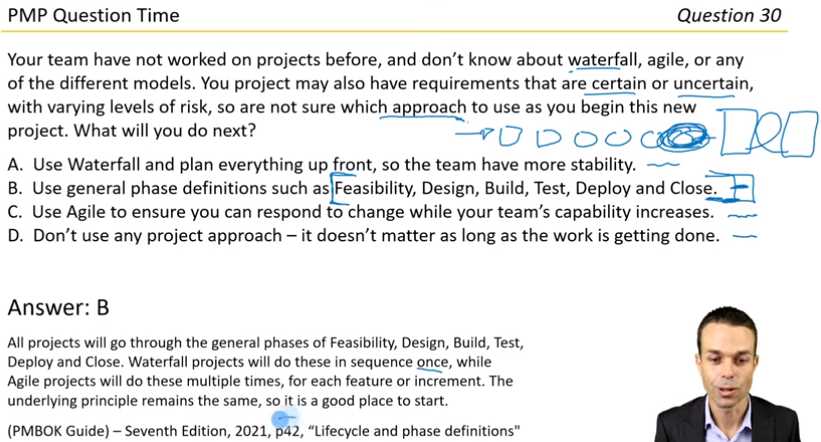 PMP Question Time
Question 30
Your team have not worked on projects before, and don't know about waterfall, agile, or any
of the different models. You project may also have requirements that are certain or uncertain,
with varying levels of risk, so are not sure which approach to use as you begin this new
project. What will you do next?
A. Use Waterfall and plan everything up front, so the team have more stability.
B. Use general phase definitions such as Feasibility, Design, Build, Test, Deploy and Close.
C. Use Agile to ensure you can respond to change while your team's capability increases.
D. Don't use any project approach – it doesn't matter as long as the work is getting done.
Answer: B
All projects will go through the general phases of Feasibility, Design, Build, Test,
Deploy and Close. Waterfall projects will do these in sequence once, while
Agile projects will do these multiple times, for each feature or increment. The
underlying principle remains the same, so it is a good place to start.
(PMBOK Guide) – Seventh Edition, 2021, p42, "Lifecycle and phase definitions"